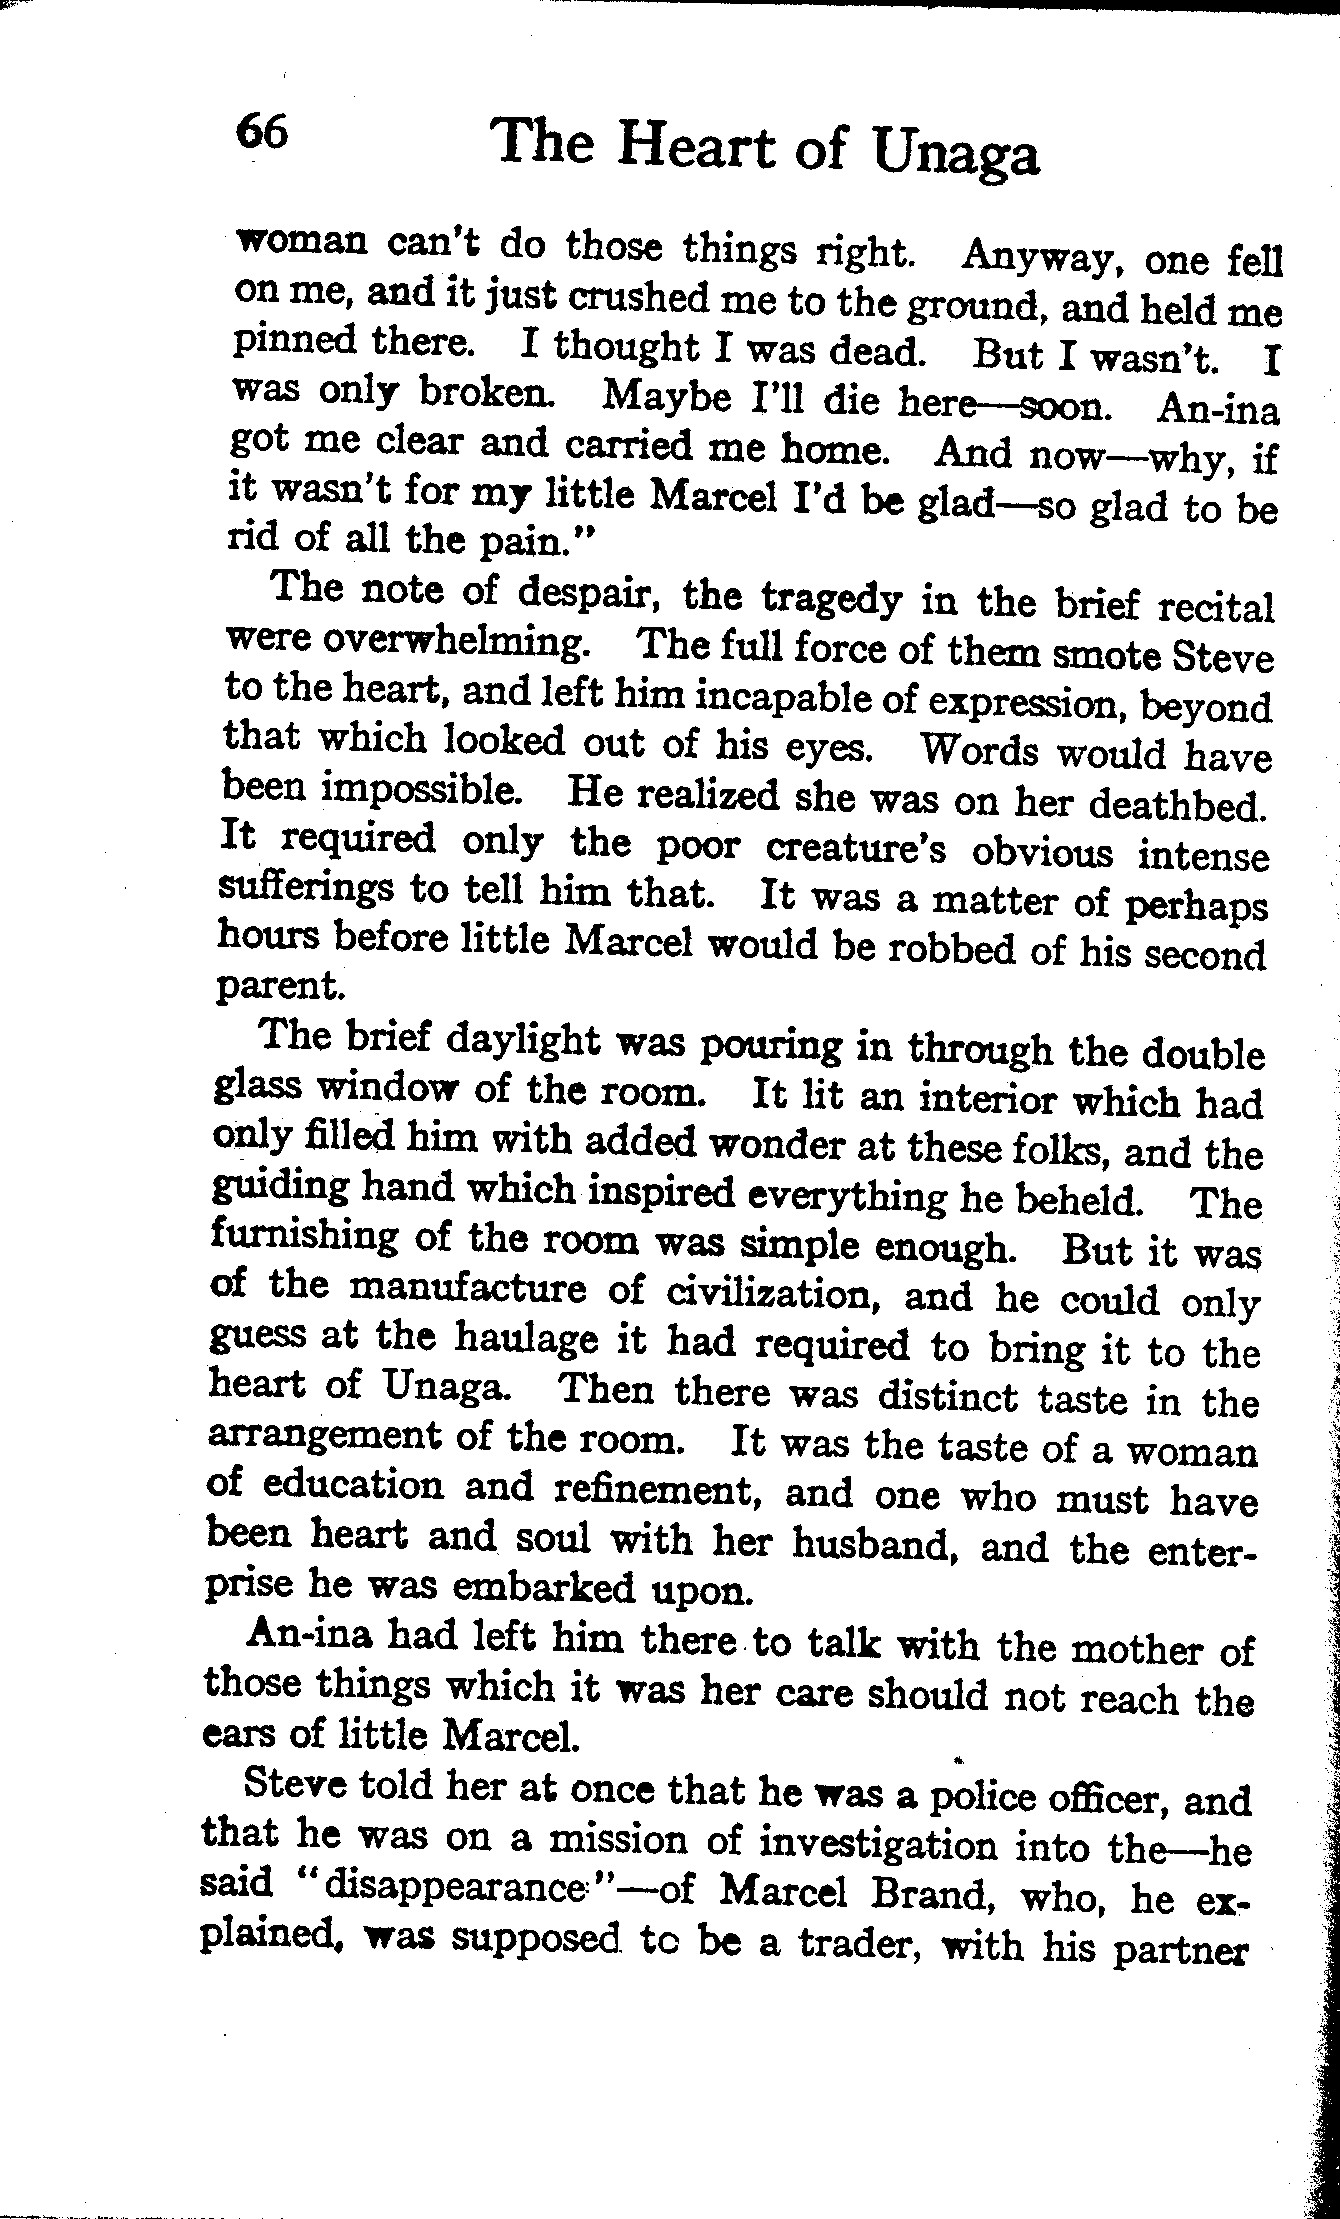 66 The Heart of Unaga
woman can't do those things right. Anyway, one fell
on me, and it just crushed me to the ground, and held me
pinned there. I thought I was dead. But I wasn't. I
was only broken. Maybe I'll die here—soon. An-ina
got me clear and carried me home. And now—why, if
it wasn't for my little Marcel I'd be glad—so glad to be
rid of all the pain."
The note of despair, the tragedy in the brief recital
were overwhelming. The full force of them smote Steve
to the heart, and left him incapable of expression, beyond
that which looked out of his eyes. Words would have
been impossible. He realized she was on her deathbed.
It required only the poor creature's obvious intense
sufferings to tell him that. It was a matter of perhaps
hours before little Marcel would be robbed of his second
parent.
The brief daylight was pouring in through the double
glass window of the room. It lit an interior which had
only filled him with added wonder at these folks, and the
guiding hand which inspired everything he beheld. The
furnishing of the room was simple enough. But it was
of the manufacture of civilization, and he could only
guess at the haulage it had required to bring it to the
heart of Unaga. Then there was distinct taste in the
arrangement of the room. It was the taste of a woman
of education and refinement, and one who must have
been heart and soul with her husband, and the enter-
prise he was embarked upon.
An-ina had left him there to talk with the mother of
those things which it was her care should not reach the
ears of little Marcel.
Steve told her at once that he was a police officer, and
that he was on a mission of investigation into the—he
said "disappearance"—of Marcel Brand, who, he ex-
plained, was supposed to be a trader, with his partner